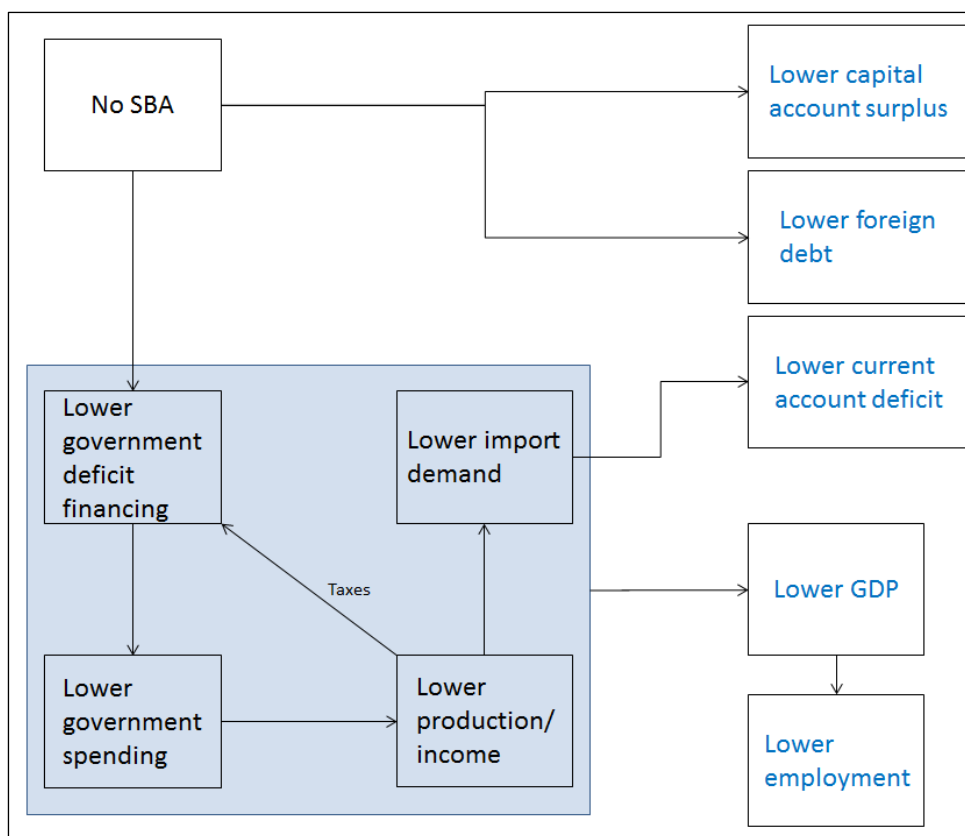 No SBA
Lower capital
account surplus
Lower foreign
debt
Lower current
account deficit
Lower
government
deficit
financing
Lower import
demand
Taxes
Lower GDP
Lower
government
spending
Lower
production/
income
Lower
employment